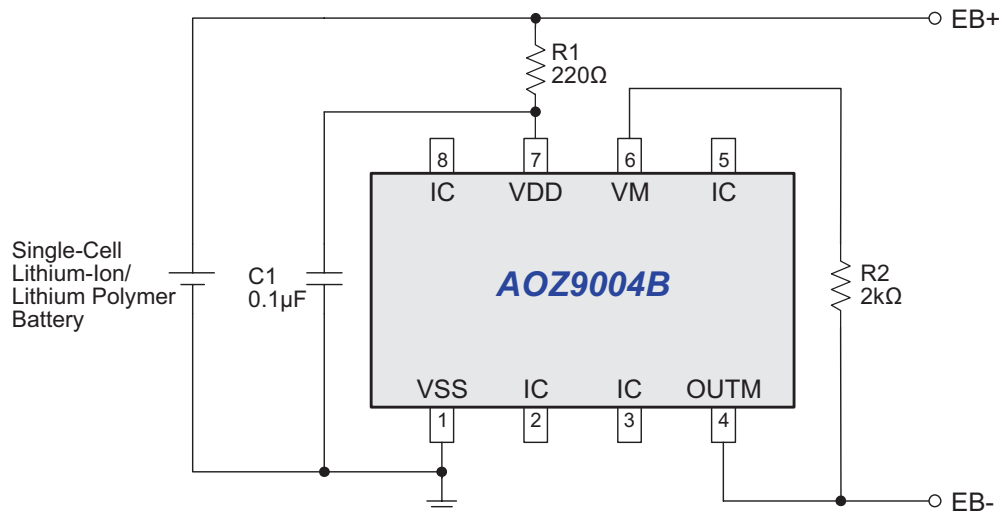 EB+
R1
220Ω
8
7
6
5
IC
VDD
VM
IC
Single-Cell
Lithium-Ion/
Lithium Polymer
Battery
C1
0.1µF
AOZ9004B
R2
2kΩ
VSS
IC
IC
OUTM
1
2
3
4
EB-